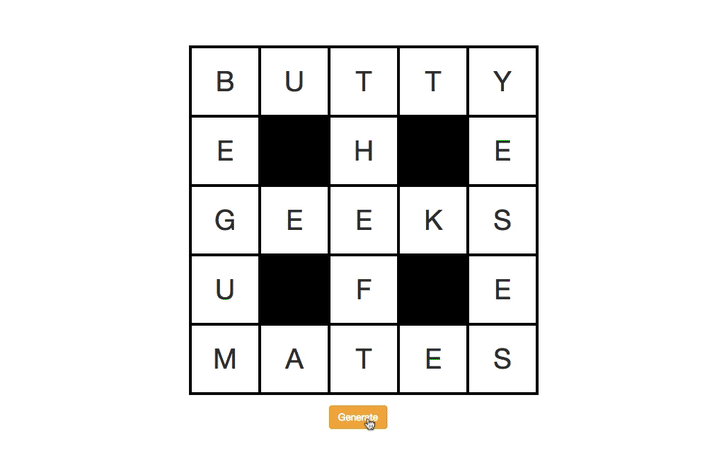 B U T T Y
E H E
G E E K S
U F E
M A T E S
Generate